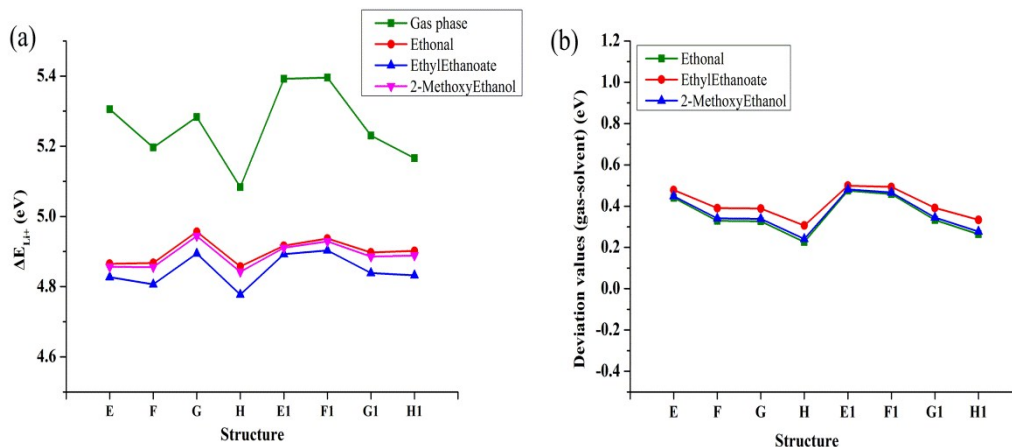 (a)
Gas phase
Ethonal
EthylEthanoate
2-MethoxyEthanol
5.4
5.2
5.0
4.8
4.6
ΔE_Li+ (eV)
E F G H E1 F1 G1 H1
Structure
(b)
Ethonal
EthylEthanoate
2-MethoxyEthanol
1.2
1.0
0.8
0.6
0.4
0.2
0.0
-0.2
-0.4
Deviation values (gas-solvent) (eV)
E F G H E1 F1 G1 H1
Structure